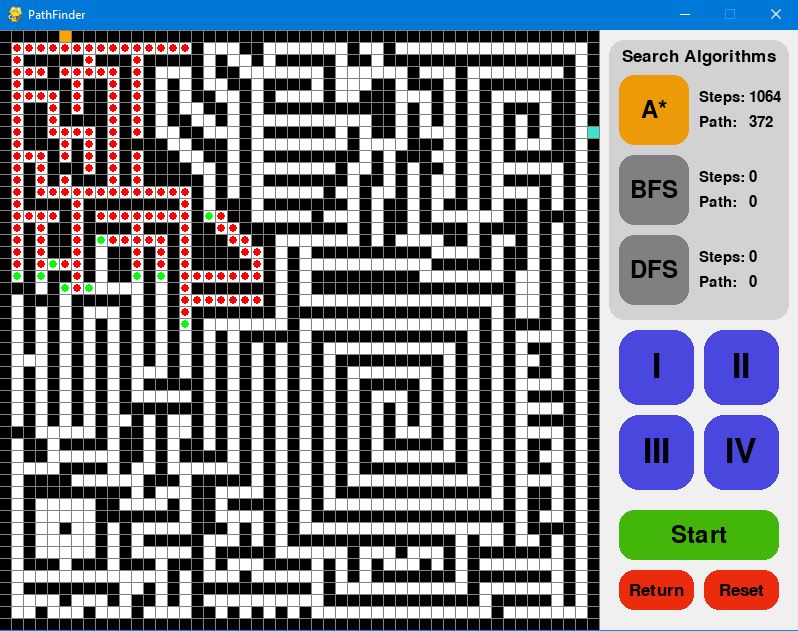 PathFinder
Search Algorithms
A*
Steps: 1064
Path: 372
BFS
Steps: 0
Path: 0
DFS
Steps: 0
Path: 0
I II
III IV
Start
Return Reset